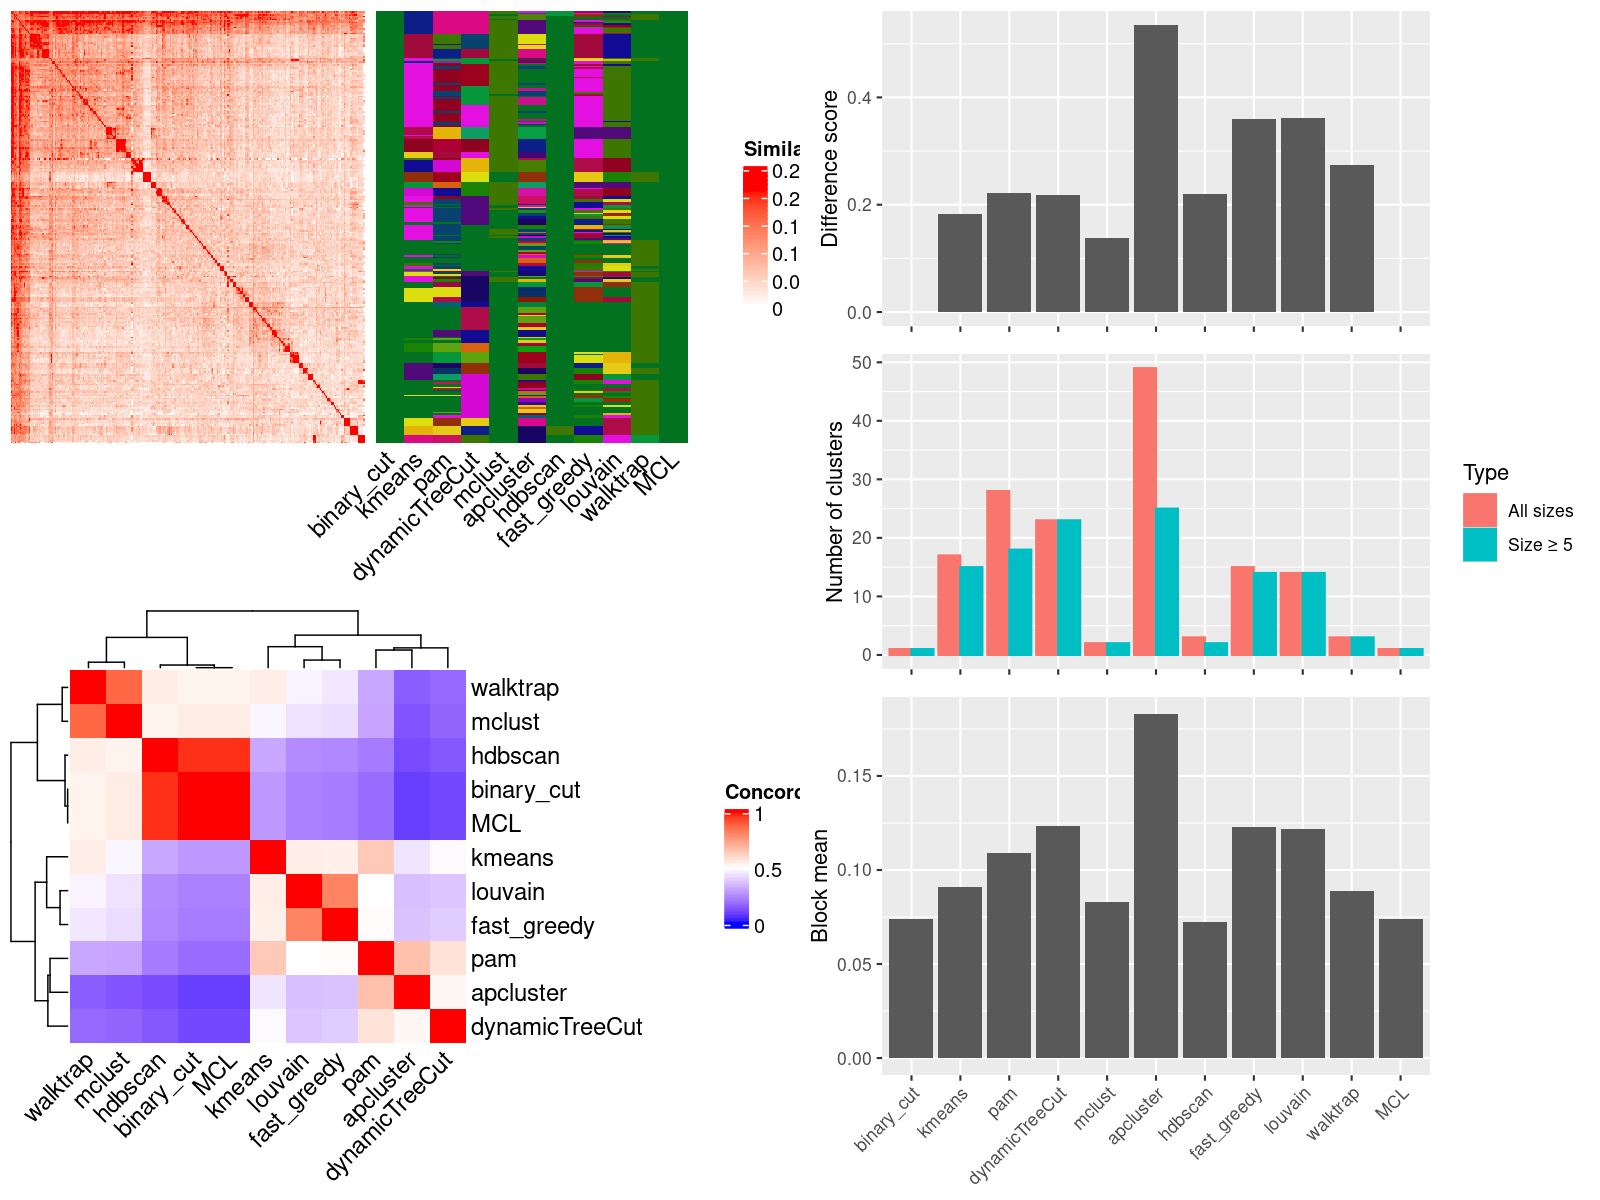 Simila
0.2
0.2
0.1
0.1
0.0
0
binary_cut
kmeans
pam
dynamicTreeCut
mclust
apcluster
hdbscan
fast_greedy
louvain
walktrap
MCL
walktrap
mclust
hdbscan
binary_cut
MCL
kmeans
louvain
fast_greedy
pam
apcluster
dynamicTreeCut
walktrap
mclust
hdbscan
binary_cut
MCL
kmeans
louvain
fast_greedy
pam
apcluster
dynamicTreeCut
Concord
1
0.5
0
Difference score
0.4
0.2
0.0
Number of clusters
50
40
30
20
10
0
Type
All sizes
Size ≥ 5
Block mean
0.15
0.10
0.05
0.00
binary_cut
kmeans
pam
dynamicTreeCut
mclust
apcluster
hdbscan
fast_greedy
louvain
walktrap
MCL